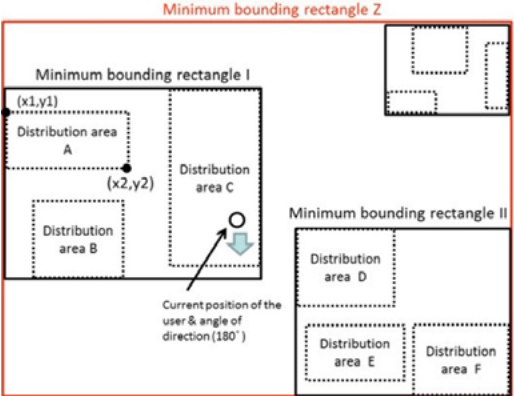 Minimum bounding rectangle Z
Minimum bounding rectangle I
(x1,y1)
Distribution area
A
(x2,y2)
Distribution
area C
Distribution
area B
Current position of the
user & angle of
direction (180˚)
Minimum bounding rectangle II
Distribution
area D
Distribution
area E
Distribution
area F